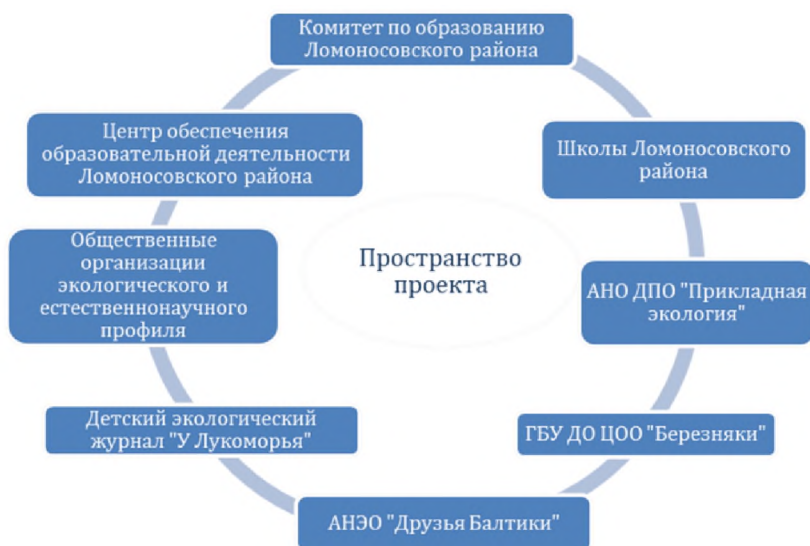 Комитет по образованию
Ломоносовского района
Школы Ломоносовского
района
АНО ДПО "Прикладная
экология"
ГБУ ДО ЦОО "Березняки"
АНЭО "Друзья Балтики"
Детский экологический
журнал "У Лукоморья"
Общественные
организации
экологического и
естественнонаучного
профиля
Центр обеспечения
образовательной деятельности
Ломоносовского района
Пространство
проекта